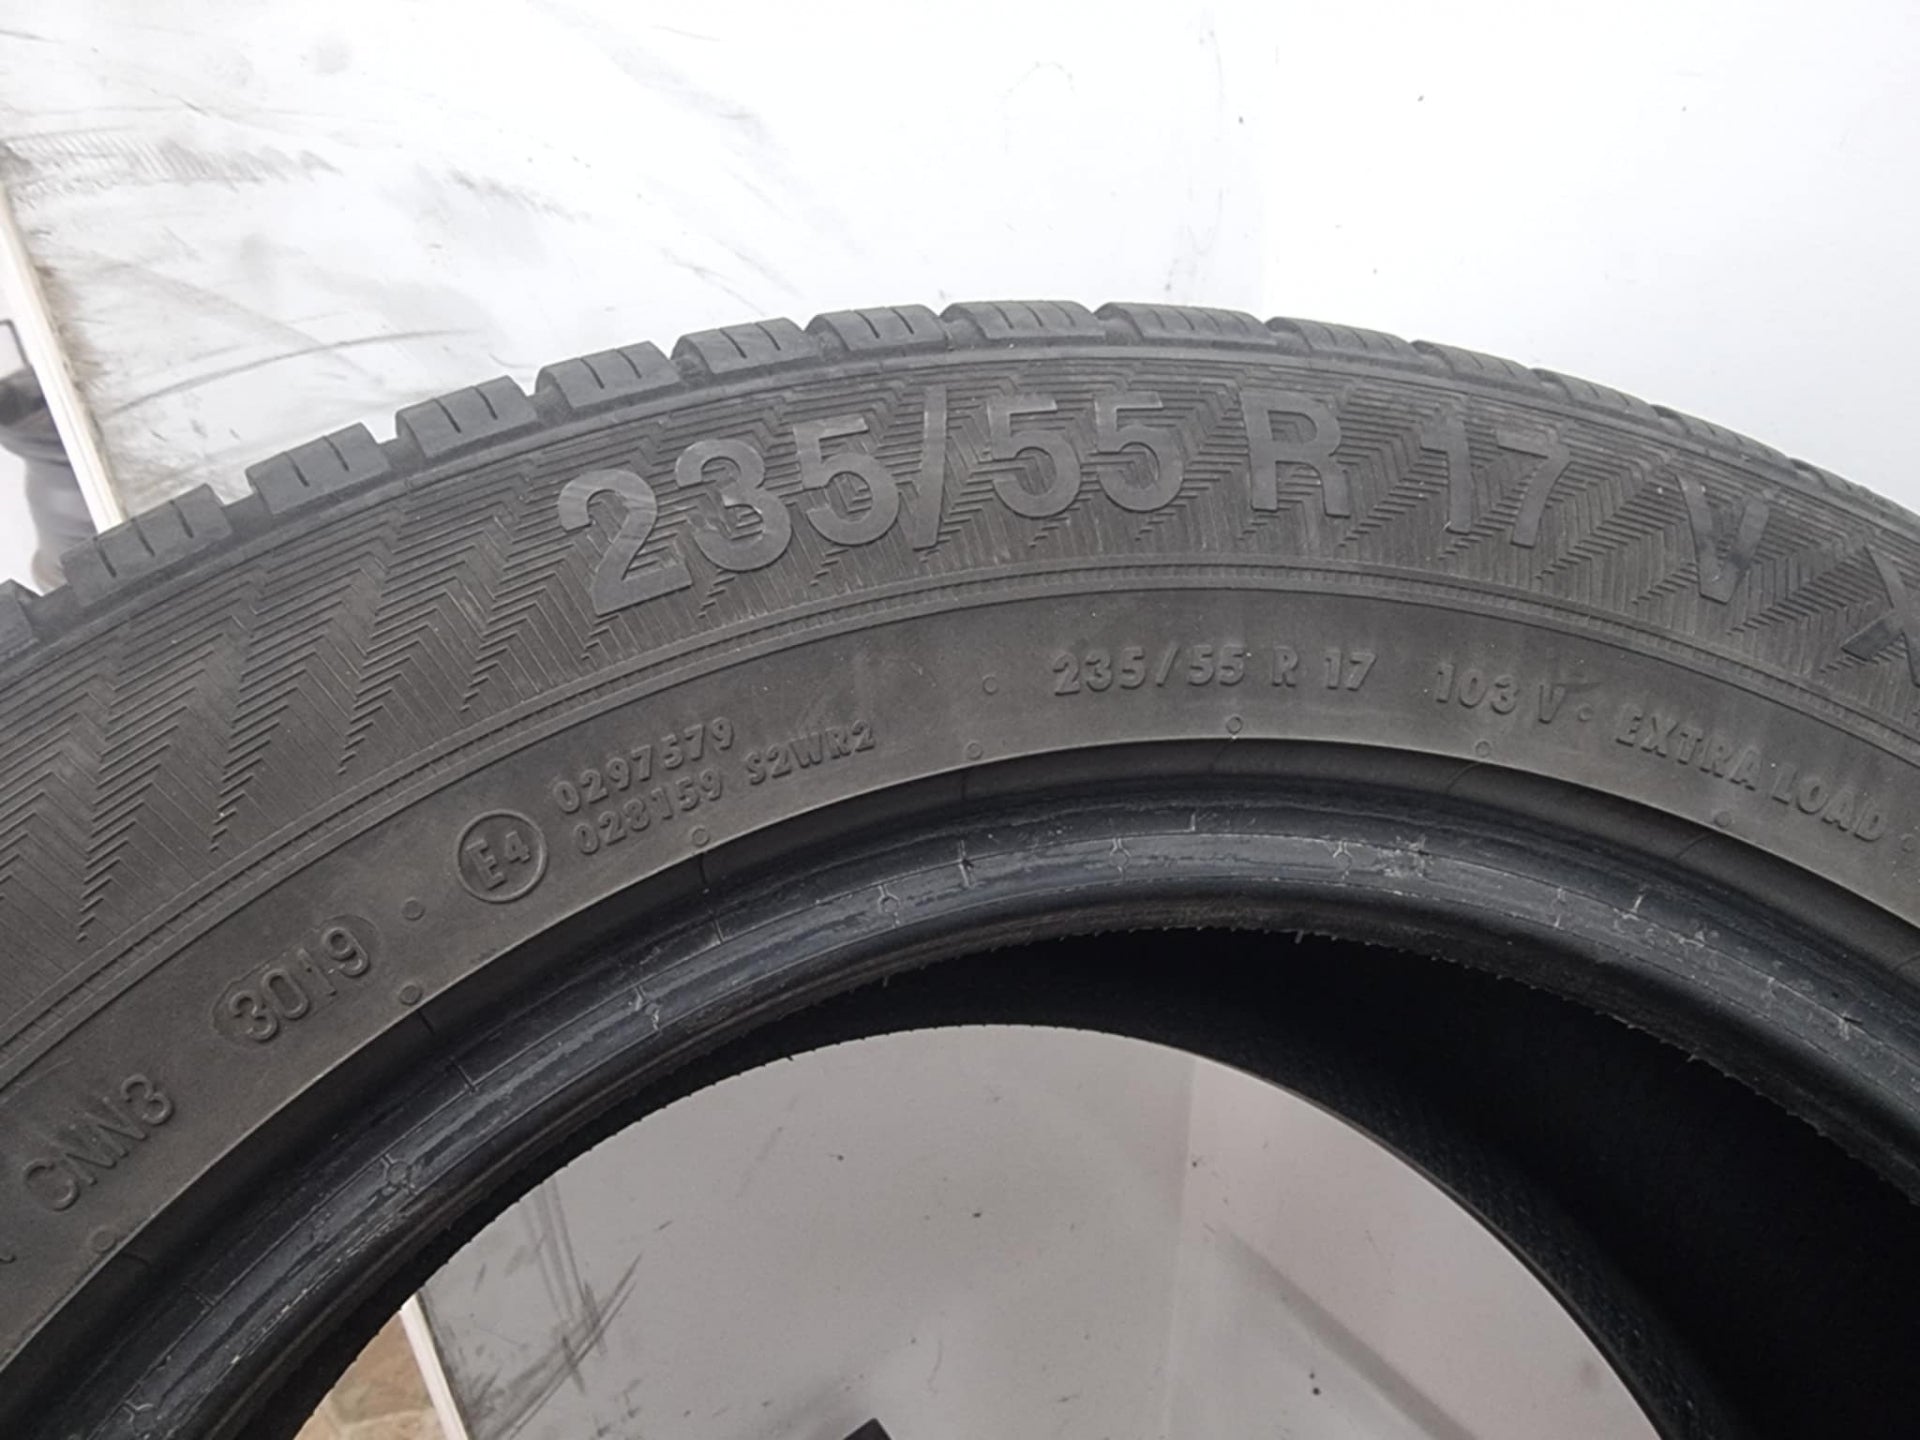 235/55 R 17 V
235/55 R 17 103 V · EXTRA LOAD ·
0297579
028159 S2WR2
E4
3019
CNN3